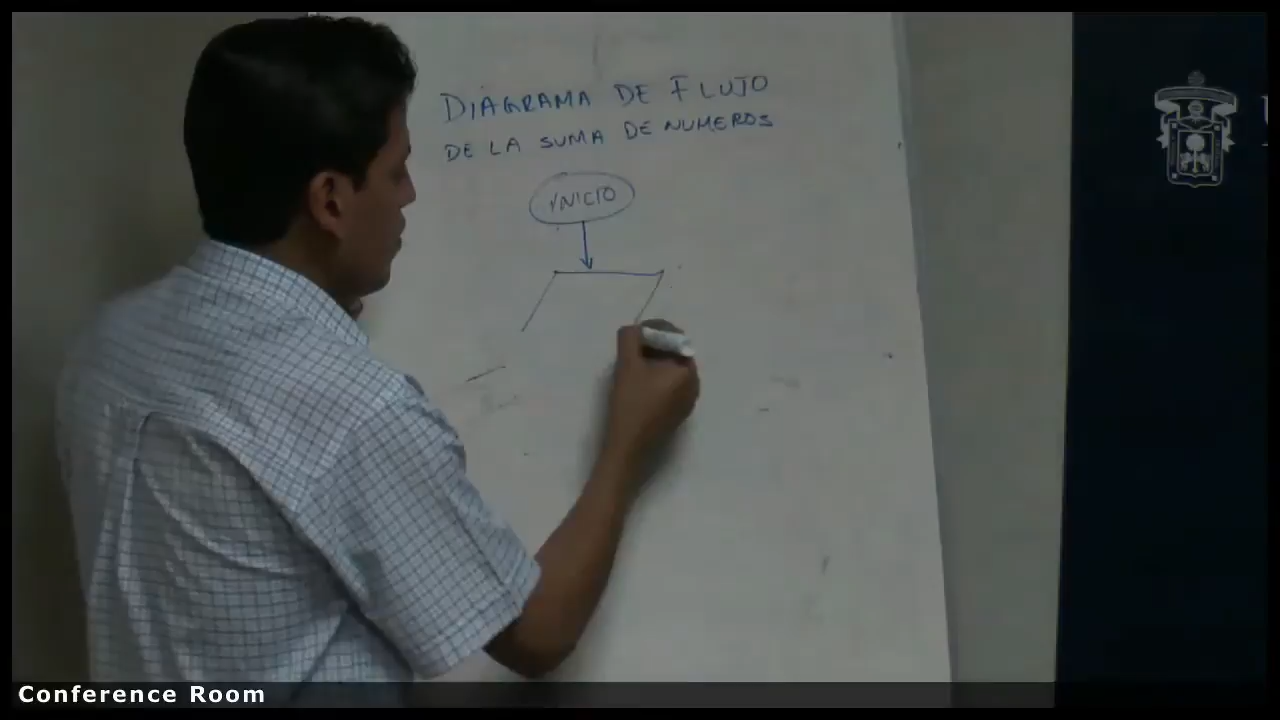 DIAGRAMA DE FLUJO
DE LA SUMA DE NUMEROS
INICIO
Conference Room